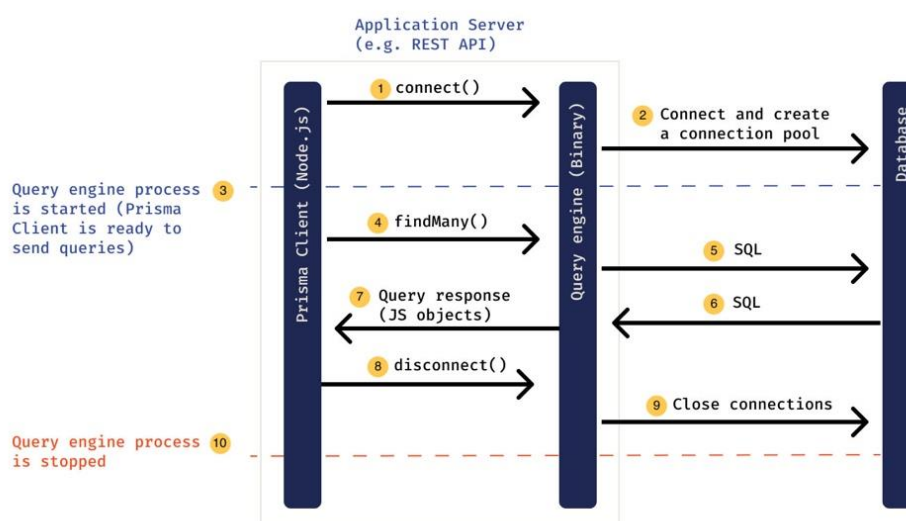 Application Server
(e.g. REST API)
1 connect()
2 Connect and create
a connection pool
Prisma Client (Node.js)
Query engine (Binary)
Database
Query engine process 3
is started (Prisma
Client is ready to
send queries)
4 findMany()
5 SQL
6 SQL
7 Query response
(JS objects)
8 disconnect()
9 Close connections
Query engine process 10
is stopped